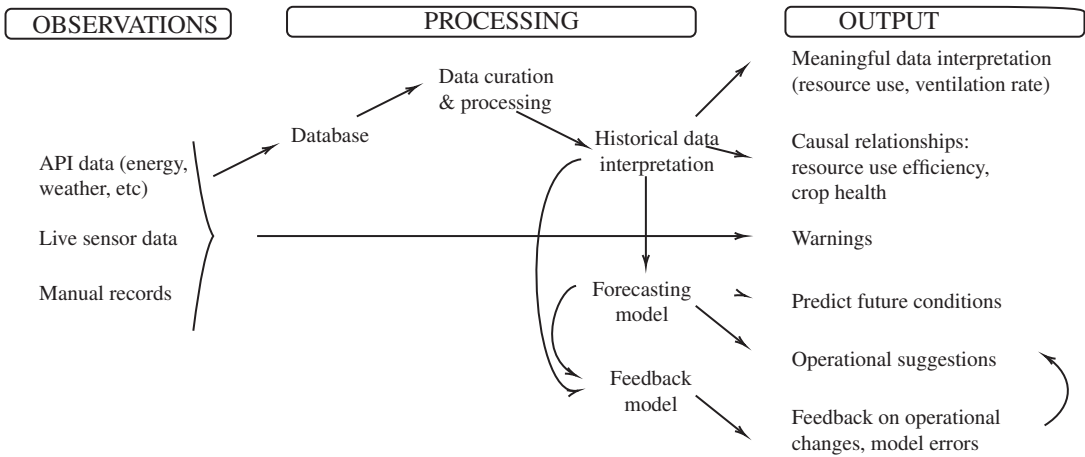 OBSERVATIONS
PROCESSING
OUTPUT
API data (energy,
weather, etc)
Live sensor data
Manual records
Database
Data curation
& processing
Historical data
interpretation
Forecasting
model
Feedback
model
Meaningful data interpretation
(resource use, ventilation rate)
Causal relationships:
resource use efficiency,
crop health
Warnings
Predict future conditions
Operational suggestions
Feedback on operational
changes, model errors